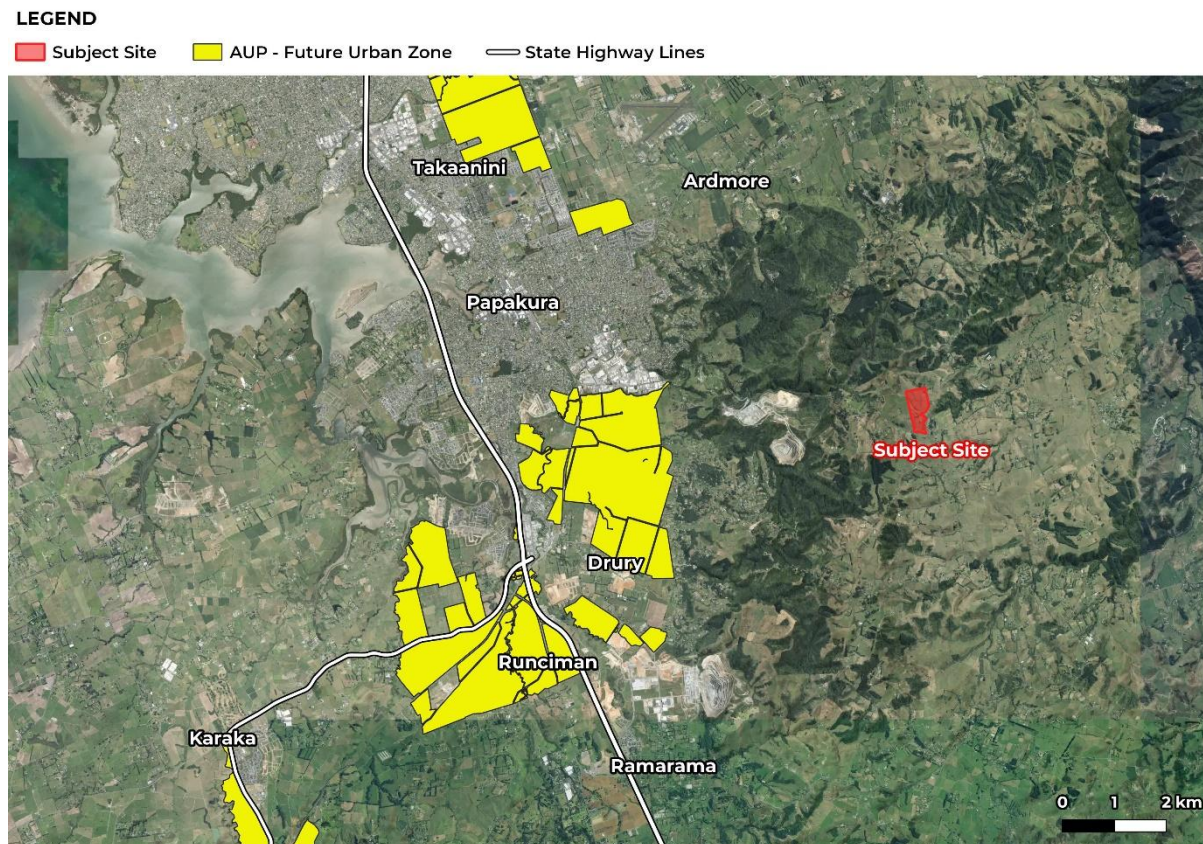 LEGEND
Subject Site
AUP - Future Urban Zone
State Highway Lines
Takaanini
Ardmore
Papakura
Subject Site
Drury
Runciman
Karaka
Ramarama
0 1 2 km